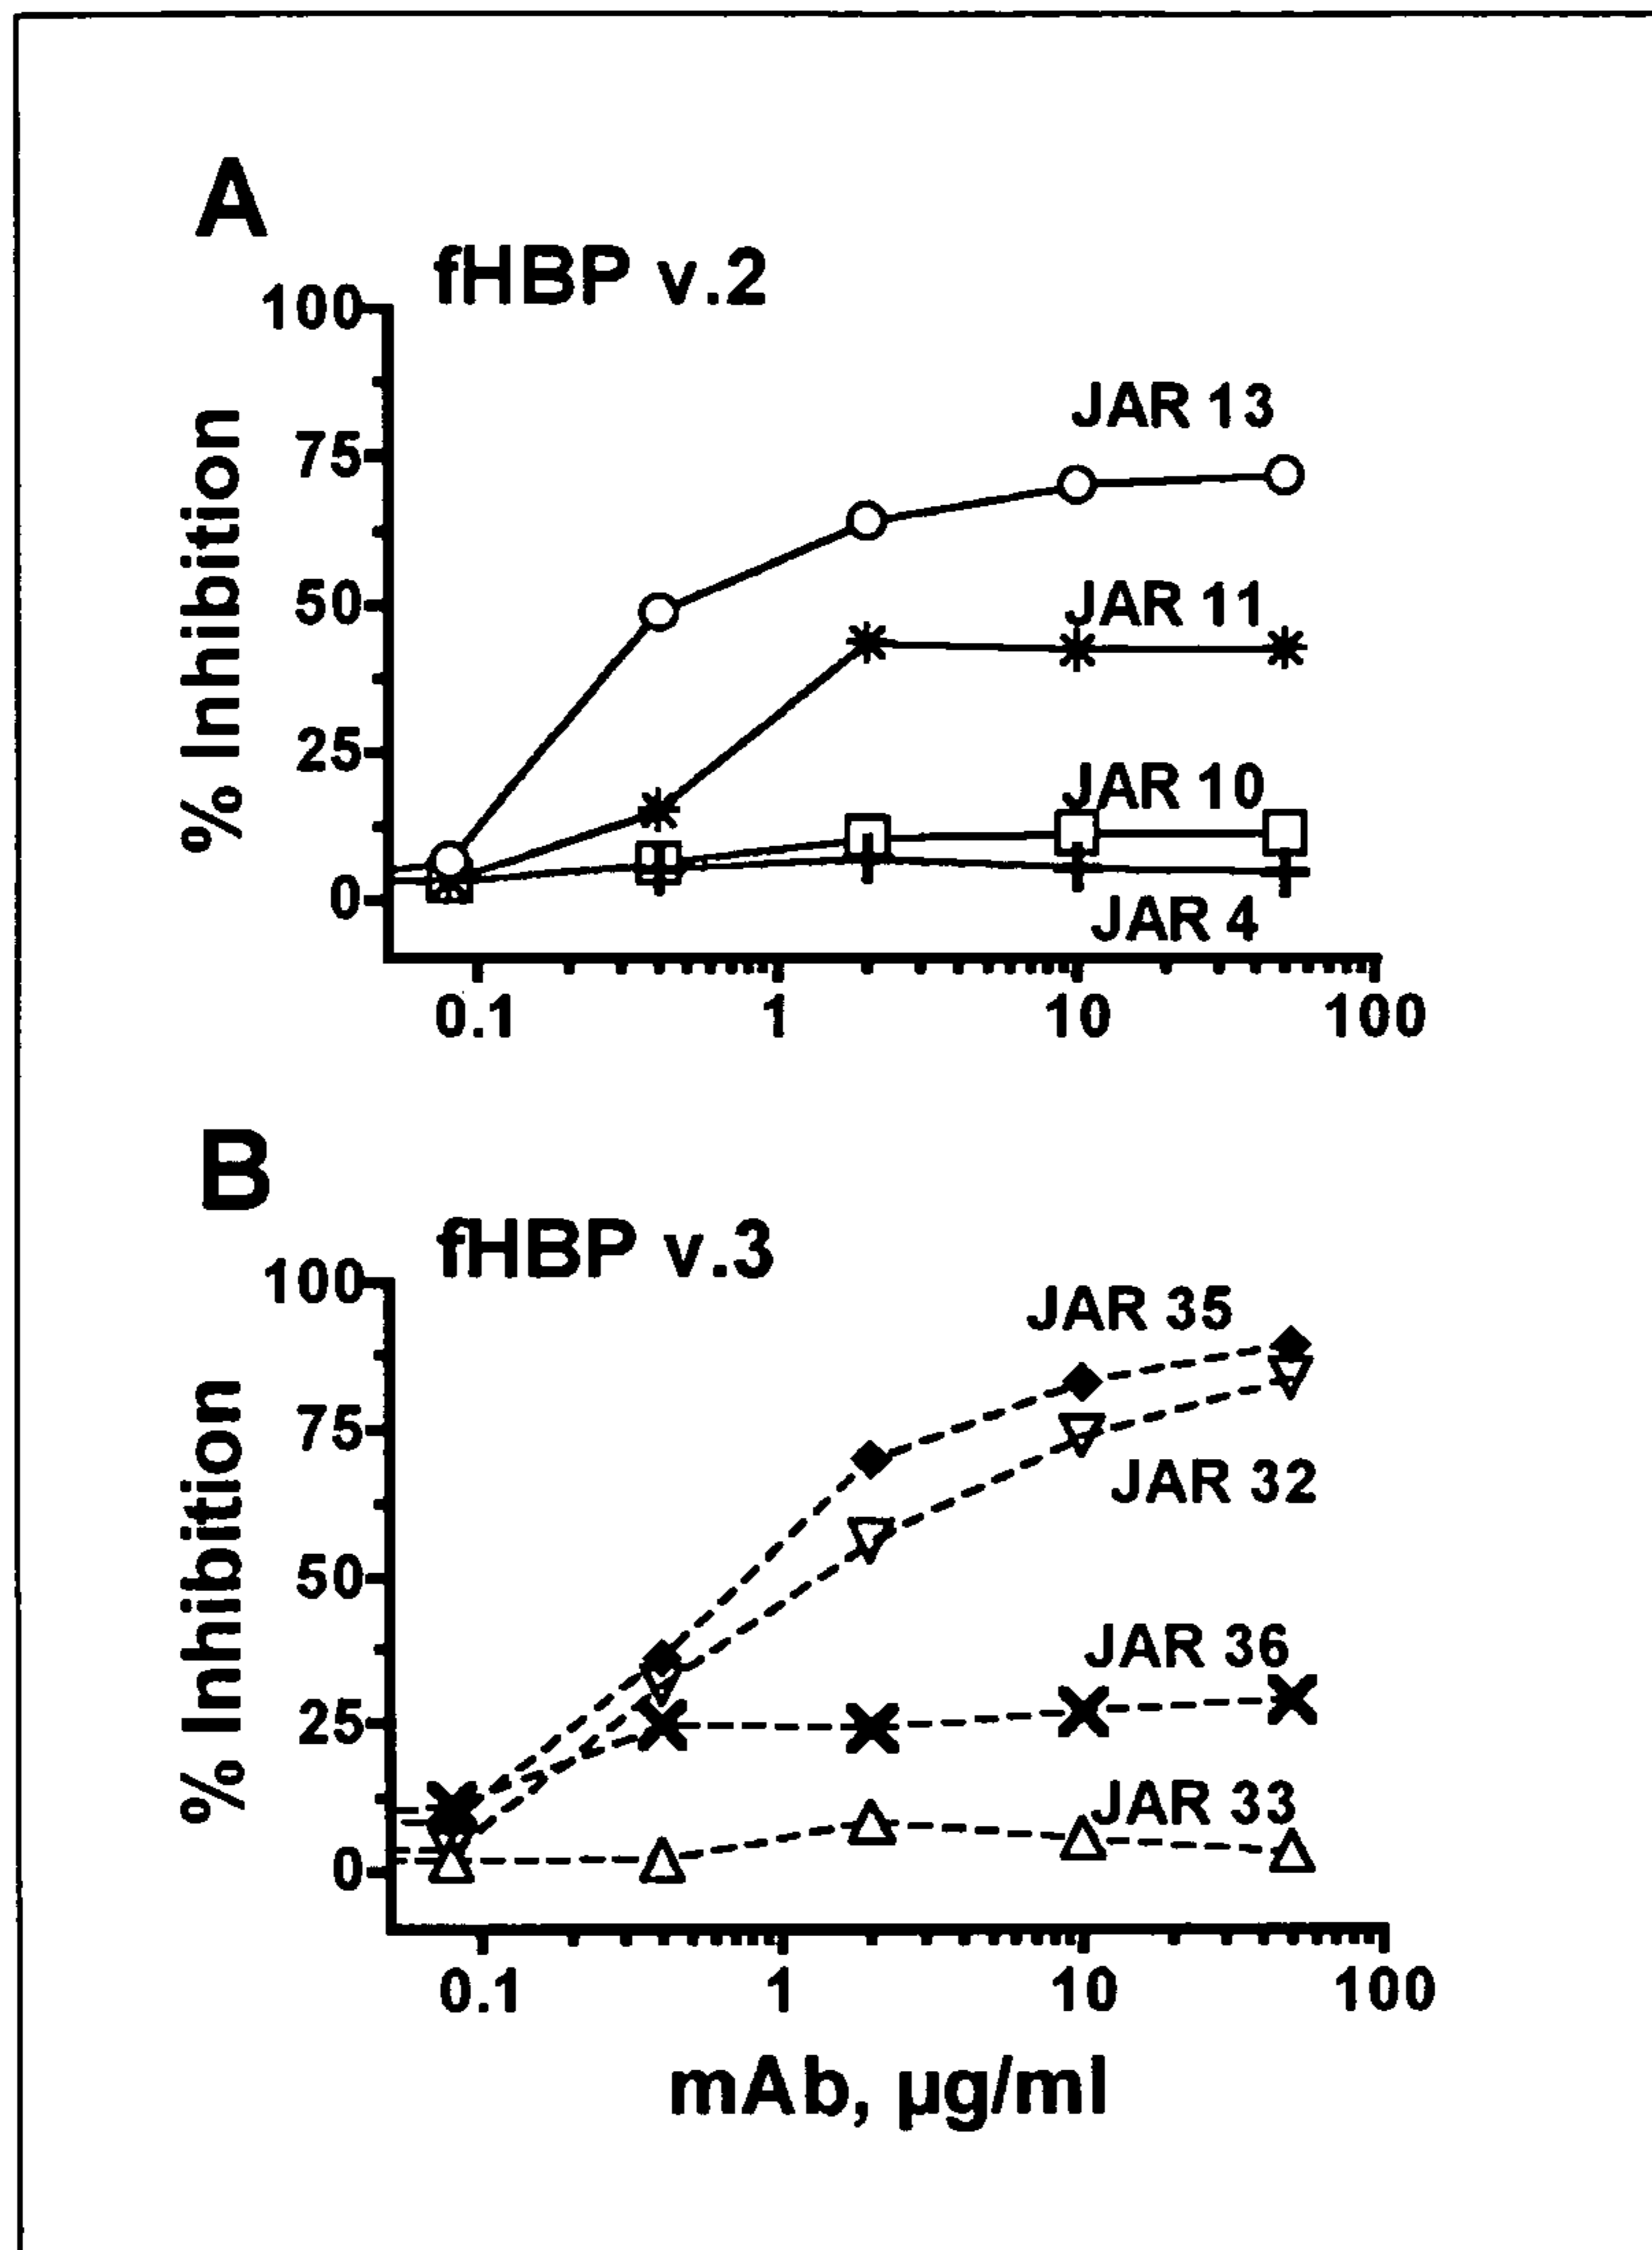 A
fHBP v.2
100
75
50
25
0
% Inhibition
JAR 13
JAR 11
JAR 10
JAR 4
0.1 1 10 100
B
fHBP v.3
100
75
50
25
0
% Inhibition
JAR 35
JAR 32
JAR 36
JAR 33
0.1 1 10 100
mAb, µg/ml